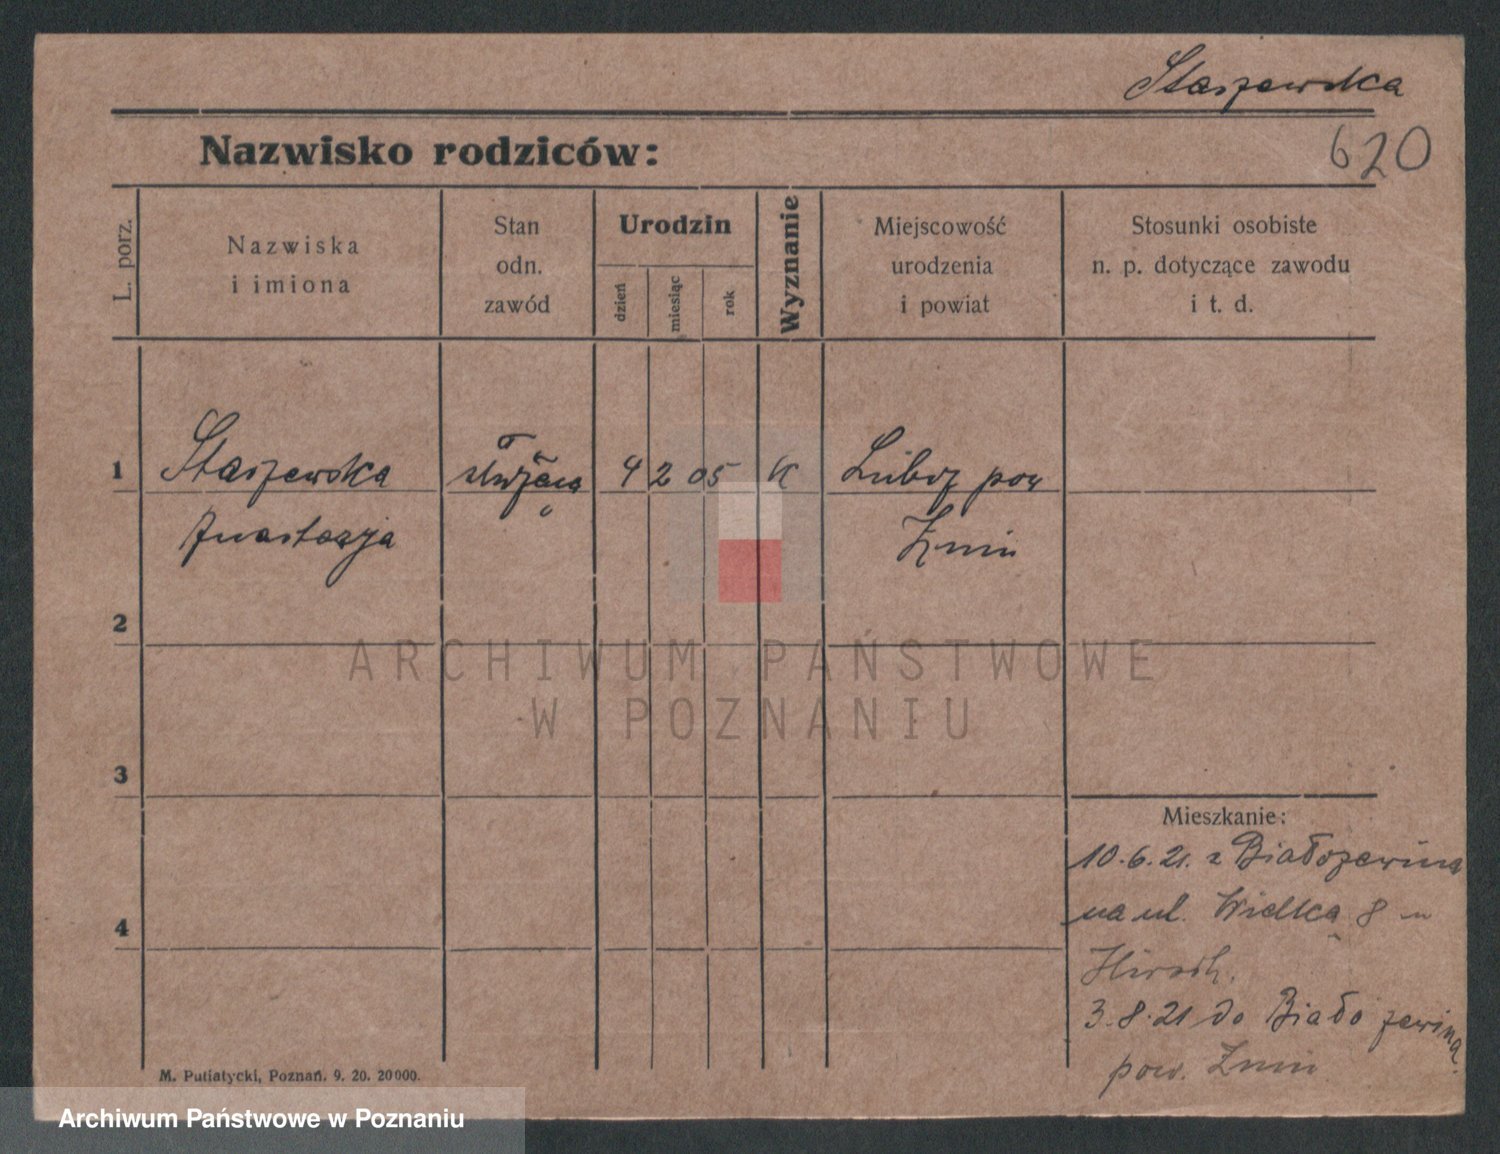 Staszewska
620
Nazwisko rodziców:
L. porz.
Nazwiska
i imiona
Stan
odn.
zawód
Urodzin
dzień
miesiąc
rok
Wyznanie
Miejscowość
urodzenia
i powiat
Stosunki osobiste
n. p. dotyczące zawodu
i t. d.
1
Staszewska
Anastazja
służąca
4
2
05
K
pow
Żnin
2
3
4
Mieszkanie:
10.6.21. z Białożewina
na ul. Wielką 8 u
Hirsch.
3.8.21 do Białożewina
pow. Żnin
M. Putiatycki, Poznań. 9. 20. 20000.
ARCHIWUM PAŃSTWOWE
W POZNANIU
Archiwum Państwowe w Poznaniu